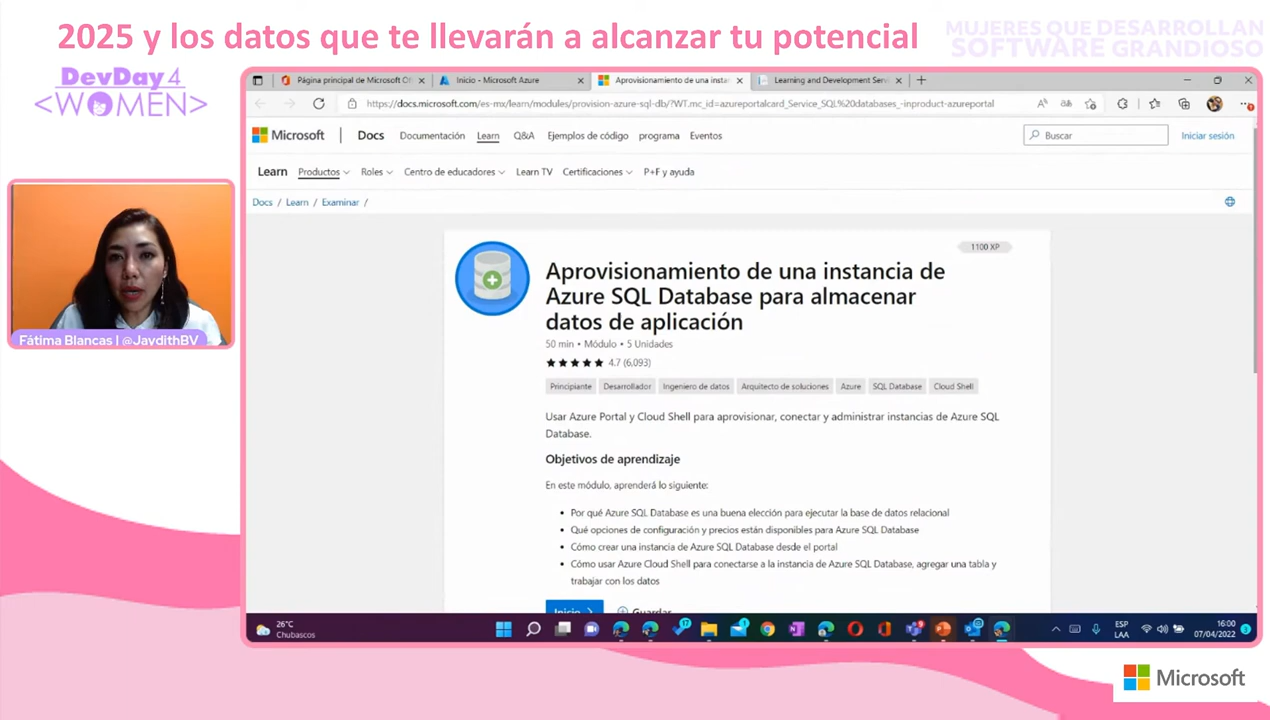 2025 y los datos que te llevarán a alcanzar tu potencial
MUJERES QUE DESARROLLAN
SOFTWARE GRANDIOSO
DevDay4
<WOMEN>
Página principal de Microsoft Of
Inicio - Microsoft Azure
Aprovisionamiento de una instan
Learning and Development Servi
https://docs.microsoft.com/es-mx/learn/modules/provision-azure-sql-db/?WT.mc_id=azureportalcard_Service_SQL%20databases_-inproduct-azureportal
Microsoft
Docs
Documentación
Learn
Q&A
Ejemplos de código
programa
Eventos
Buscar
Iniciar sesión
Learn
Productos
Roles
Centro de educadores
Learn TV
Certificaciones
P+F y ayuda
Docs / Learn / Examinar /
1100 XP
Aprovisionamiento de una instancia de
Azure SQL Database para almacenar
datos de aplicación
50 min • Módulo • 5 Unidades
4.7 (6,093)
Principiante
Desarrollador
Ingeniero de datos
Arquitecto de soluciones
Azure
SQL Database
Cloud Shell
Usar Azure Portal y Cloud Shell para aprovisionar, conectar y administrar instancias de Azure SQL
Database.
Objetivos de aprendizaje
En este módulo, aprenderá lo siguiente:
• Por qué Azure SQL Database es una buena elección para ejecutar la base de datos relacional
• Qué opciones de configuración y precios están disponibles para Azure SQL Database
• Cómo crear una instancia de Azure SQL Database desde el portal
• Cómo usar Azure Cloud Shell para conectarse a la instancia de Azure SQL Database, agregar una tabla y
trabajar con los datos
Inicio
Guardar
Fátima Blancas | @JaydithBV
26°C
Chubascos
ESP
LAA
16:00
07/04/2022
Microsoft